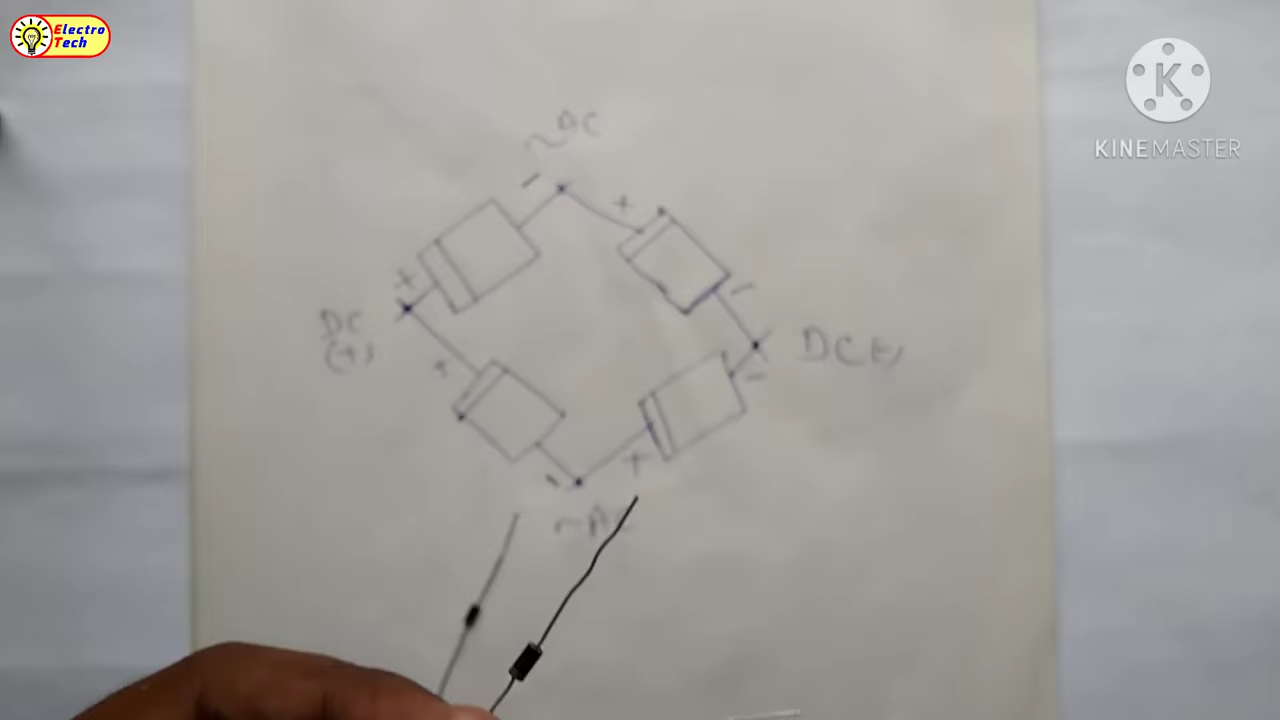 Electro
Tech
K
KINEMASTER
~AC
-
+
+
-
DC
(+)
DC(-)
+
-
-
+
~AC